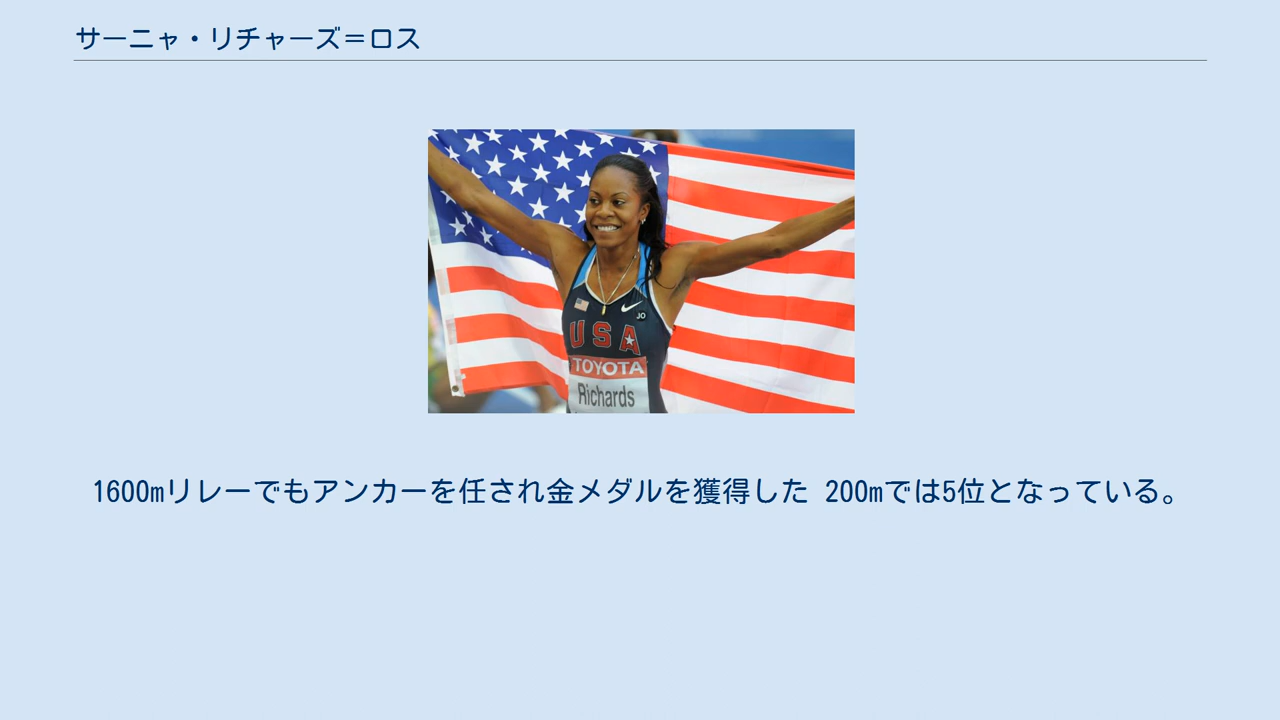 サーニャ・リチャーズ＝ロス
JO
USA
TOYOTA
Richards
1600mリレーでもアンカーを任され金メダルを獲得した 200mでは5位となっている。